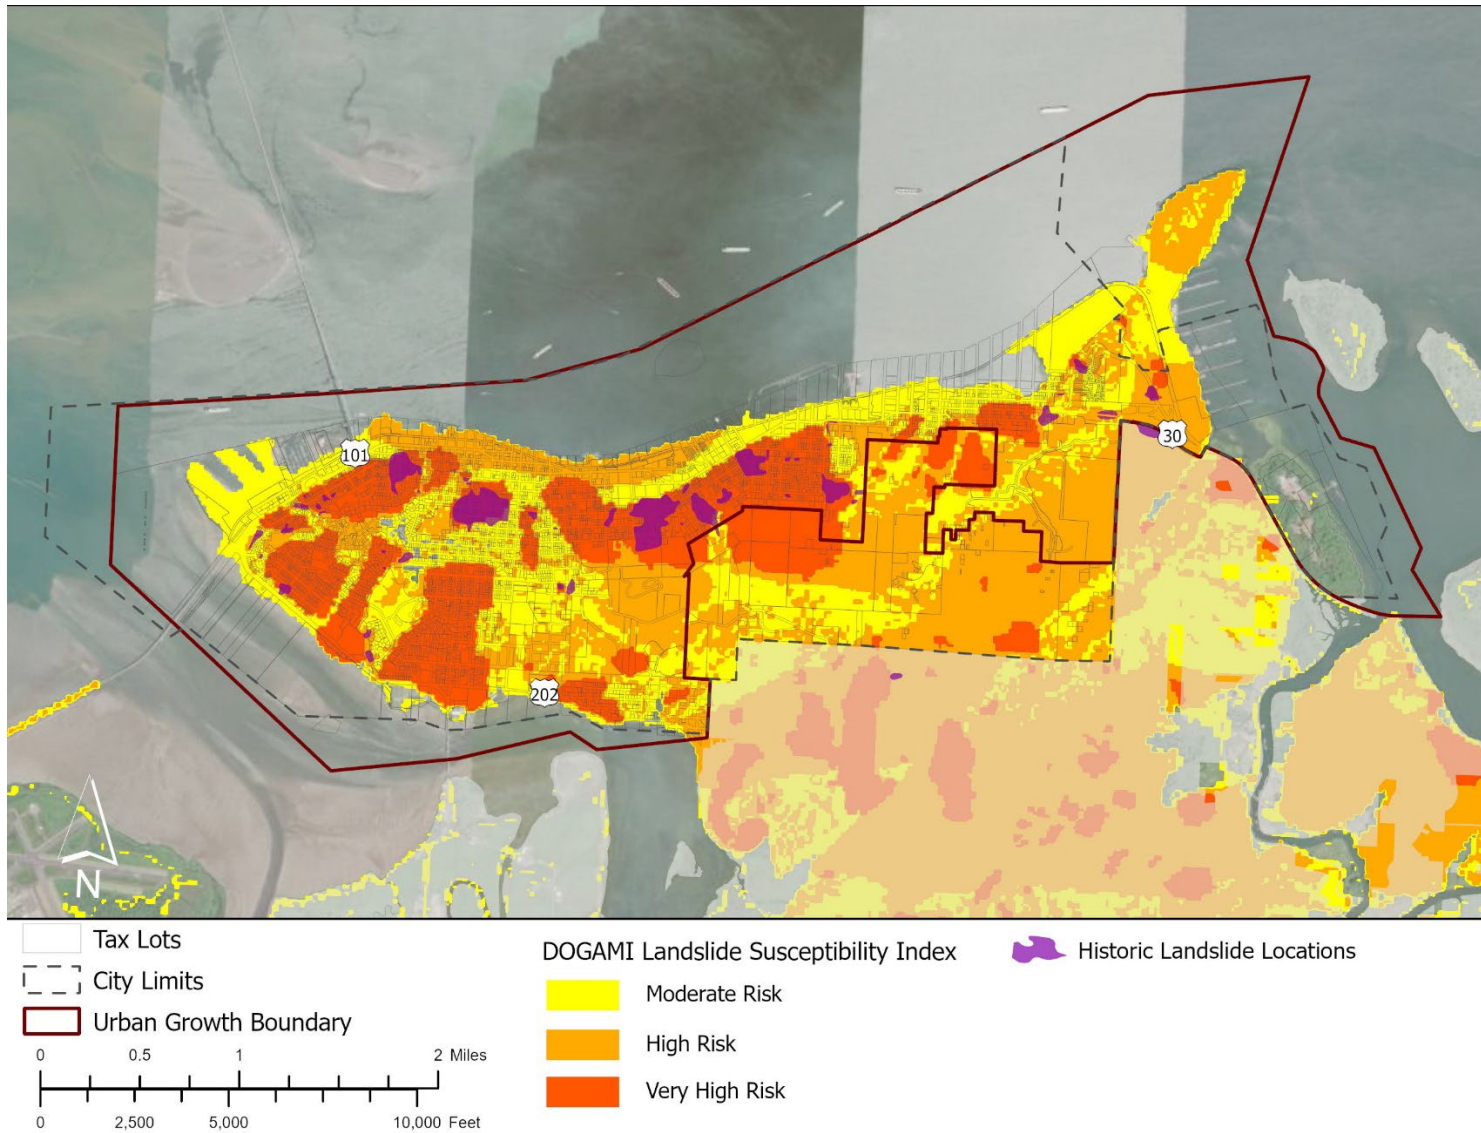 101
30
202
N
Tax Lots
City Limits
Urban Growth Boundary
0 0.5 1 2 Miles
0 2,500 5,000 10,000 Feet
DOGAMI Landslide Susceptibility Index
Moderate Risk
High Risk
Very High Risk
Historic Landslide Locations